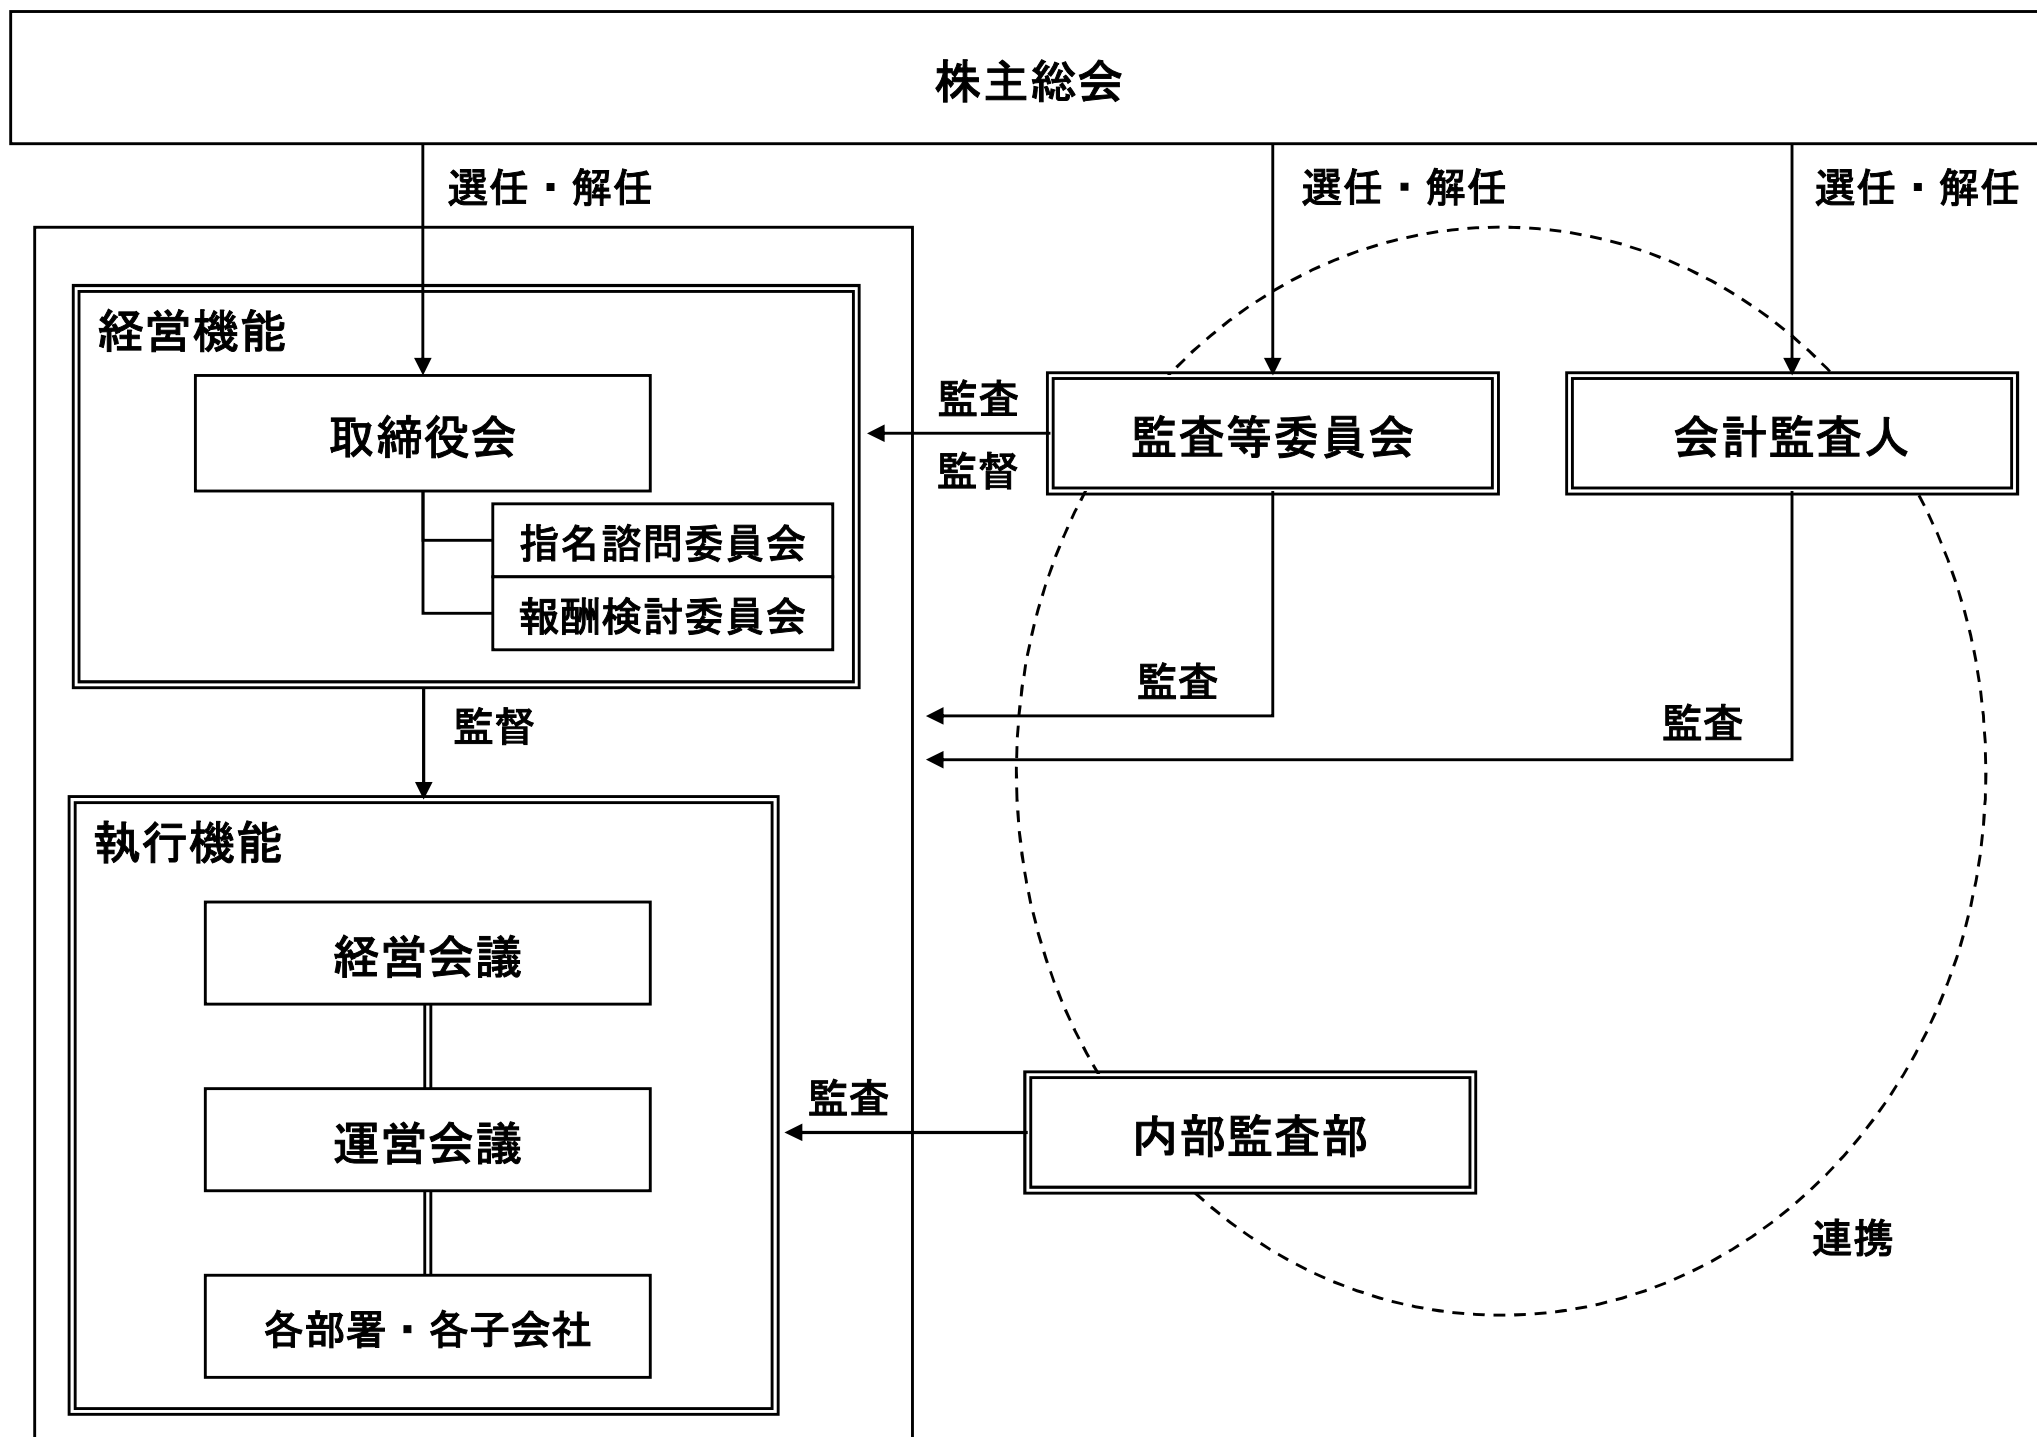 株主総会
選任・解任
選任・解任
選任・解任
経営機能
取締役会
監査
監督
監査等委員会
会計監査人
指名諮問委員会
報酬検討委員会
監査
監査
監督
執行機能
経営会議
監査
運営会議
内部監査部
連携
各部署・各子会社